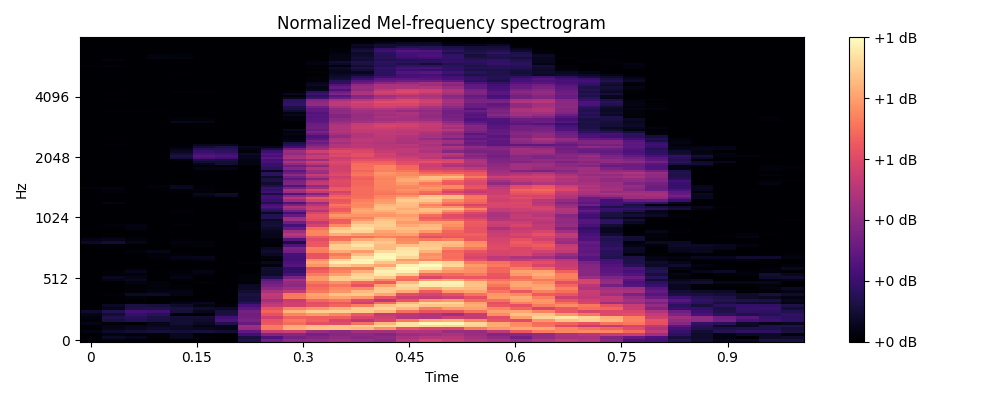 Normalized Mel-frequency spectrogram
Hz
4096
2048
1024
512
0
0 0.15 0.3 0.45 0.6 0.75 0.9
Time
+1 dB
+1 dB
+1 dB
+0 dB
+0 dB
+0 dB